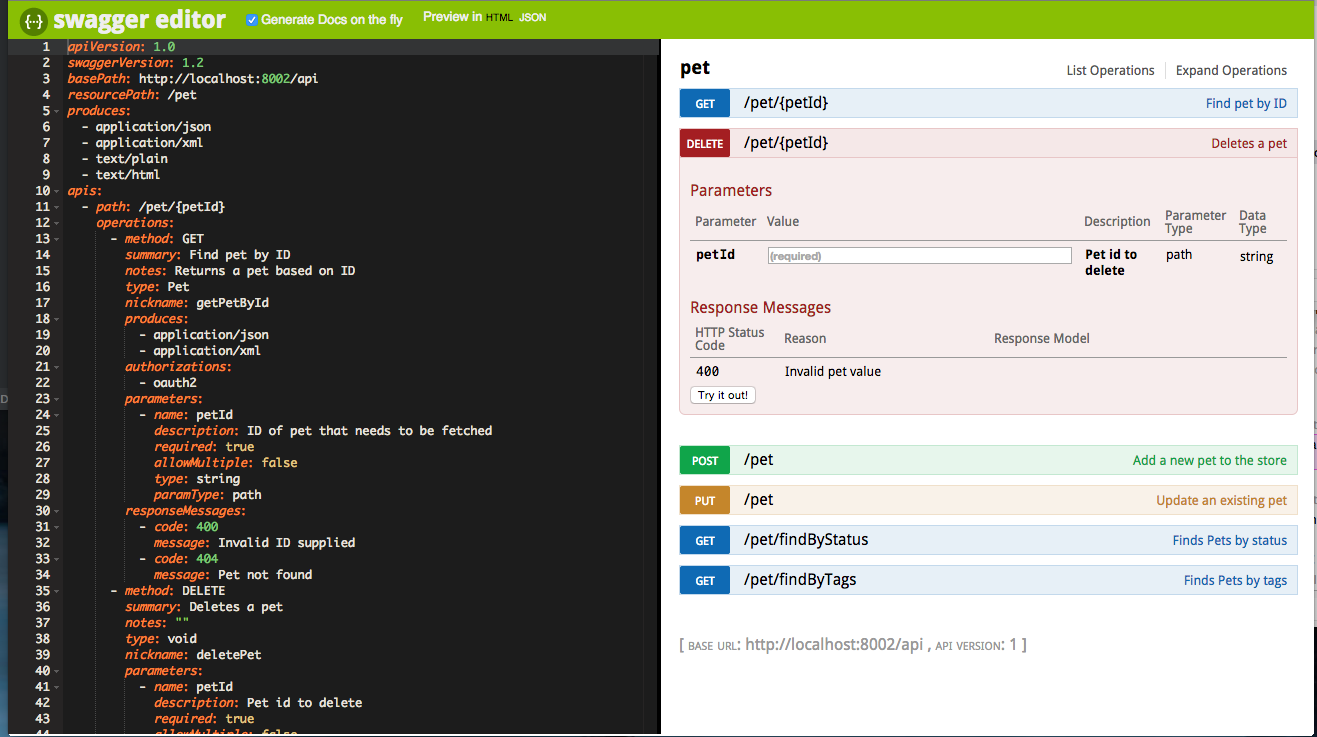 swagger editor
Generate Docs on the fly
Preview in HTML JSON
1 apiVersion: 1.0
2 swaggerVersion: 1.2
3 basePath: http://localhost:8002/api
4 resourcePath: /pet
5 produces:
6 - application/json
7 - application/xml
8 - text/plain
9 - text/html
10 apis:
11 - path: /pet/{petId}
12 operations:
13 - method: GET
14 summary: Find pet by ID
15 notes: Returns a pet based on ID
16 type: Pet
17 nickname: getPetById
18 produces:
19 - application/json
20 - application/xml
21 authorizations:
22 - oauth2
23 parameters:
24 - name: petId
25 description: ID of pet that needs to be fetched
26 required: true
27 allowMultiple: false
28 type: string
29 paramType: path
30 responseMessages:
31 - code: 400
32 message: Invalid ID supplied
33 - code: 404
34 message: Pet not found
35 - method: DELETE
36 summary: Deletes a pet
37 notes: ""
38 type: void
39 nickname: deletePet
40 parameters:
41 - name: petId
42 description: Pet id to delete
43 required: true
44 allowMultiple: false
pet
List Operations
Expand Operations
GET /pet/{petId} Find pet by ID
DELETE /pet/{petId} Deletes a pet
Parameters
Parameter Value Description Parameter Type Data Type
petId (required) Pet id to delete path string
Response Messages
HTTP Status Code Reason Response Model
400 Invalid pet value
Try it out!
POST /pet Add a new pet to the store
PUT /pet Update an existing pet
GET /pet/findByStatus Finds Pets by status
GET /pet/findByTags Finds Pets by tags
[ BASE URL: http://localhost:8002/api , API VERSION: 1 ]